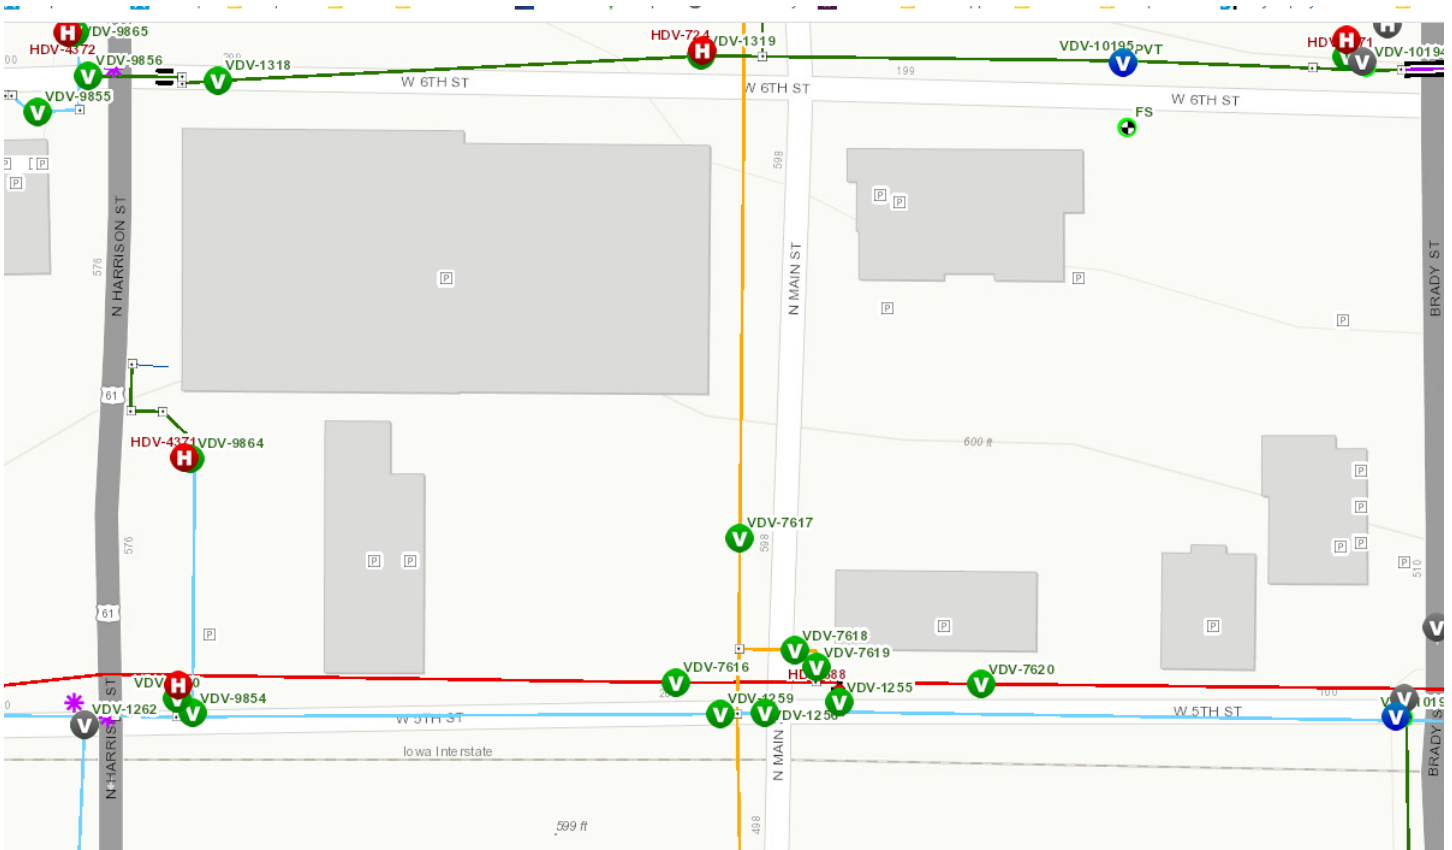 VDV-9865
HDV-4372
VDV-9856
VDV-1318
VDV-9855
W 6TH ST
HDV-724
VDV-1319
W 6TH ST
VDV-10195
PVT
199
W 6TH ST
FS
VDV-10194
N HARRISON ST
576
61
598
N MAIN ST
BRADY ST
P
600 ft
HDV-4371
VDV-9864
576
61
VDV-7617
598
510
VDV-7618
VDV-7619
VDV-7616
VDV-7620
VDV-1255
VDV-9854
VDV-1262
W 5TH ST
W 5TH ST
100
Iowa Interstate
N HARRIS
N MAIN
BRADY S
599 ft
498